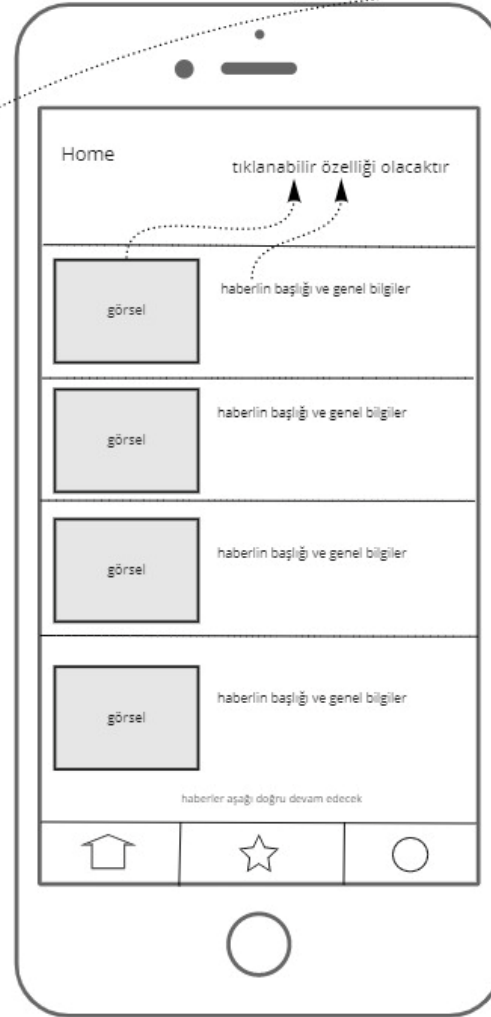 Home
tıklanabilir özelliği olacaktır
görsel
haberlin başlığı ve genel bilgiler
görsel
haberlin başlığı ve genel bilgiler
görsel
haberlin başlığı ve genel bilgiler
görsel
haberlin başlığı ve genel bilgiler
haberler aşağı doğru devam edecek